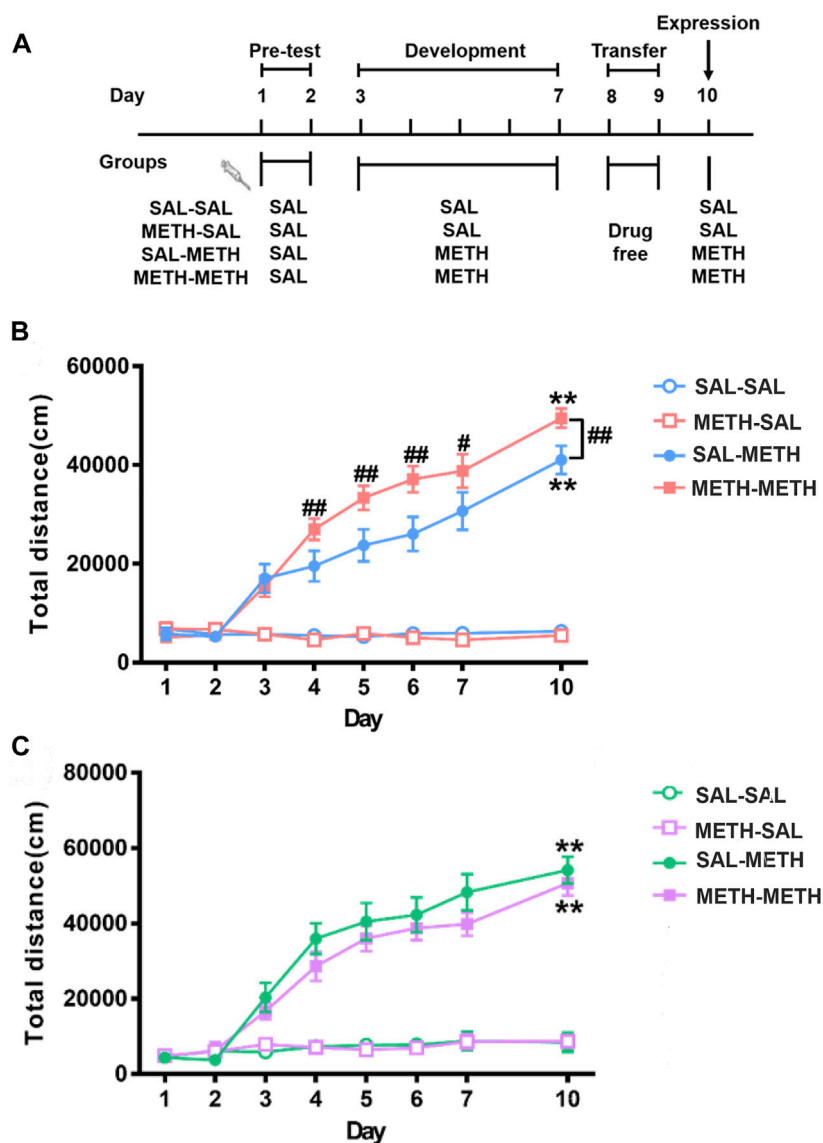 A
Expression
Pre-test Development Transfer
Day 1 2 3 7 8 9 10
Groups
SAL-SAL SAL SAL SAL
METH-SAL SAL SAL Drug SAL
SAL-METH SAL METH free METH
METH-METH SAL METH METH
B
60000
40000
20000
0
Total distance(cm)
## ## ## # ** ## **
1 2 3 4 5 6 7 10
Day
SAL-SAL
METH-SAL
SAL-METH
METH-METH
C
80000
60000
40000
20000
0
Total distance(cm)
**
**
1 2 3 4 5 6 7 10
Day
SAL-SAL
METH-SAL
SAL-METH
METH-METH